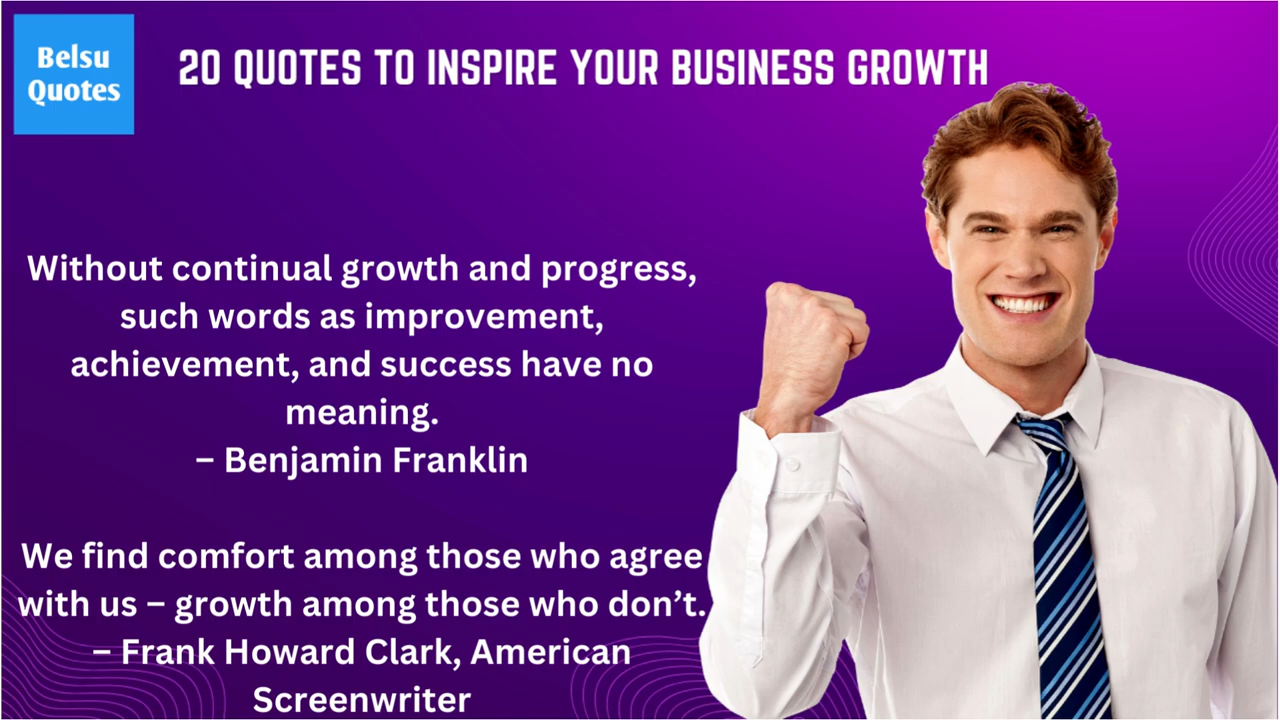 Belsu
Quotes
20 QUOTES TO INSPIRE YOUR BUSINESS GROWTH
Without continual growth and progress,
such words as improvement,
achievement, and success have no
meaning.
– Benjamin Franklin
We find comfort among those who agree
with us – growth among those who don’t.
– Frank Howard Clark, American
Screenwriter